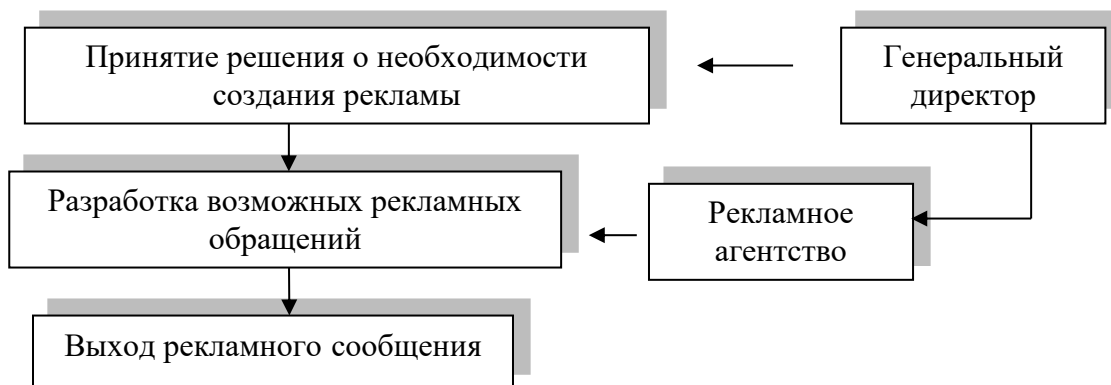 Принятие решения о необходимости
создания рекламы
Генеральный
директор
Разработка возможных рекламных
обращений
Рекламное
агентство
Выход рекламного сообщения